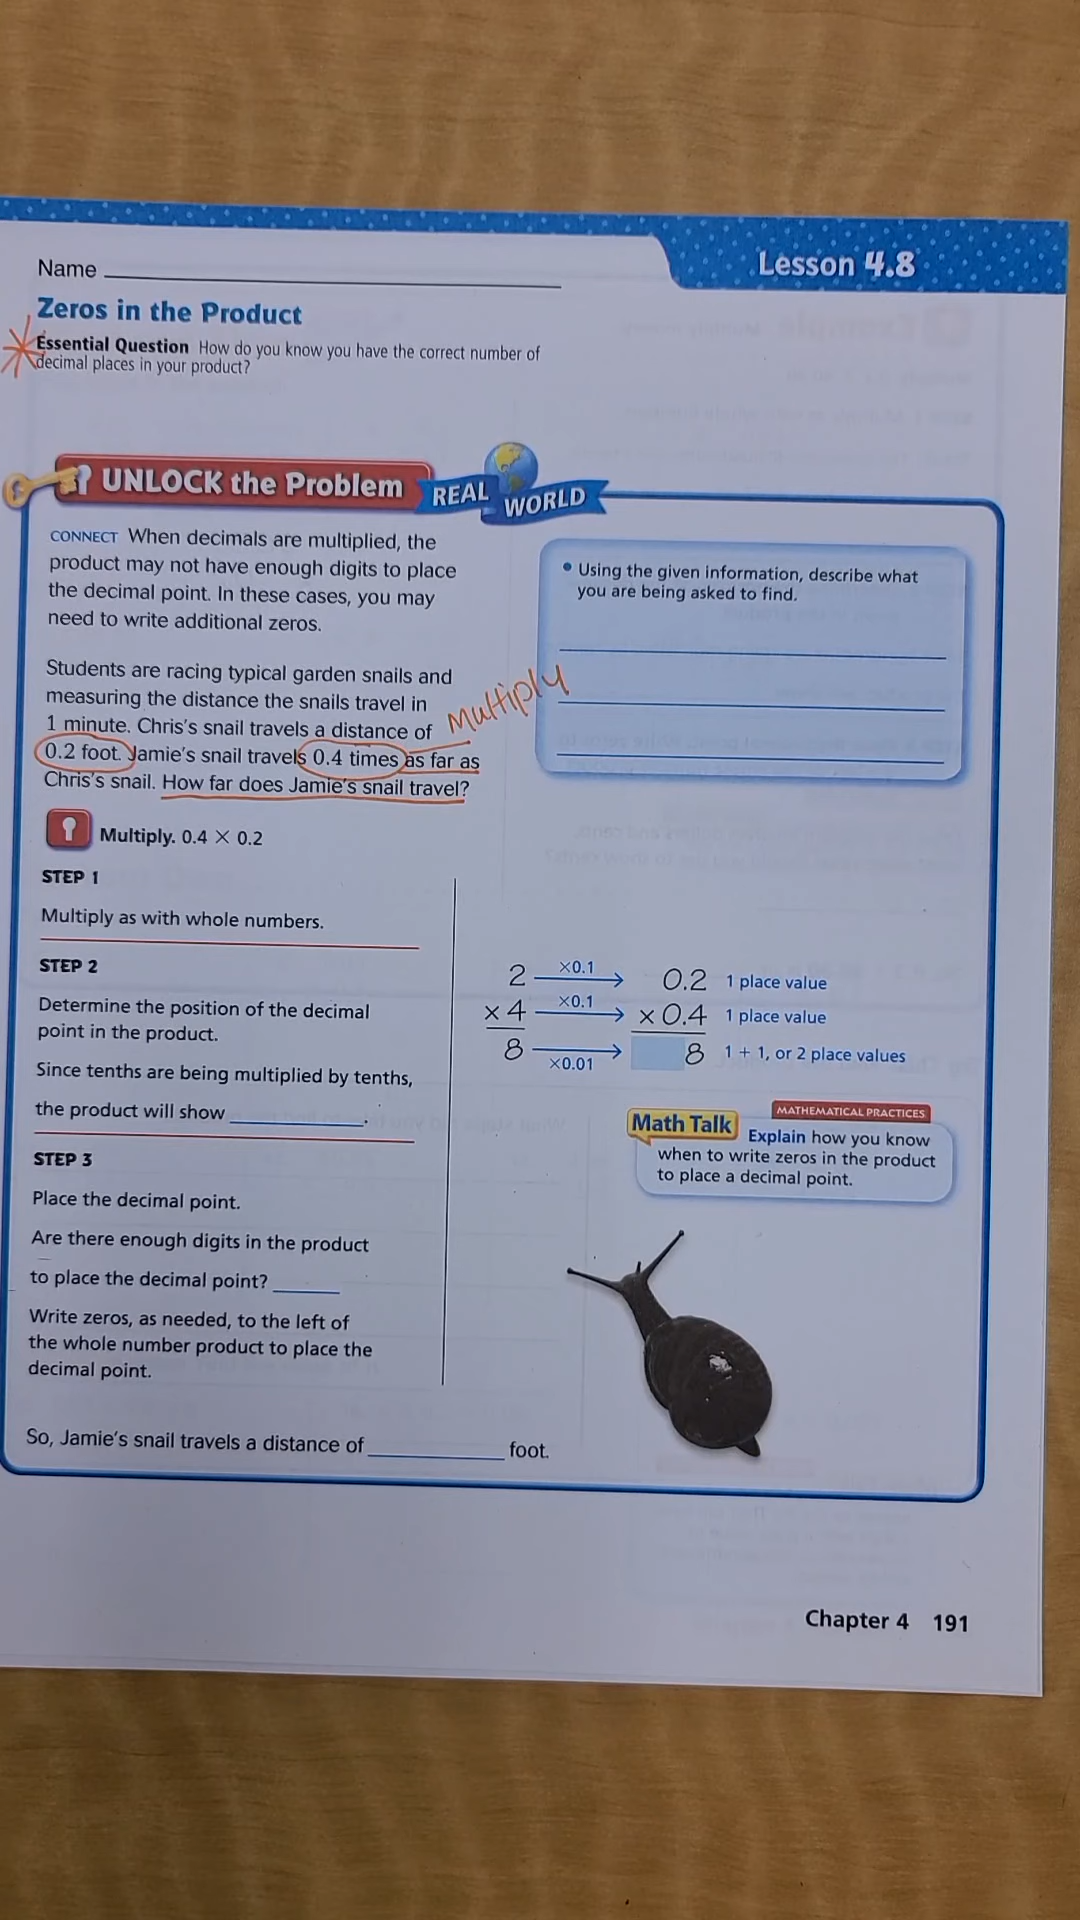 Lesson 4.8
Name
Zeros in the Product
Essential Question How do you know you have the correct number of
decimal places in your product?
UNLOCK the Problem REAL WORLD
CONNECT When decimals are multiplied, the
product may not have enough digits to place
the decimal point. In these cases, you may
need to write additional zeros.
• Using the given information, describe what
you are being asked to find.
Students are racing typical garden snails and
measuring the distance the snails travel in
1 minute. Chris's snail travels a distance of
0.2 foot. Jamie's snail travels 0.4 times as far as
Chris's snail. How far does Jamie's snail travel?
Multiply
Multiply. 0.4 × 0.2
STEP 1
Multiply as with whole numbers.
STEP 2
Determine the position of the decimal
point in the product.
Since tenths are being multiplied by tenths,
the product will show ____.
2 ×0.1 0.2 1 place value
× 4 ×0.1 × 0.4 1 place value
8 ×0.01 8 1 + 1, or 2 place values
MATHEMATICAL PRACTICES
Math Talk Explain how you know
when to write zeros in the product
to place a decimal point.
STEP 3
Place the decimal point.
Are there enough digits in the product
to place the decimal point? ____
Write zeros, as needed, to the left of
the whole number product to place the
decimal point.
So, Jamie's snail travels a distance of ____ foot.
Chapter 4 191